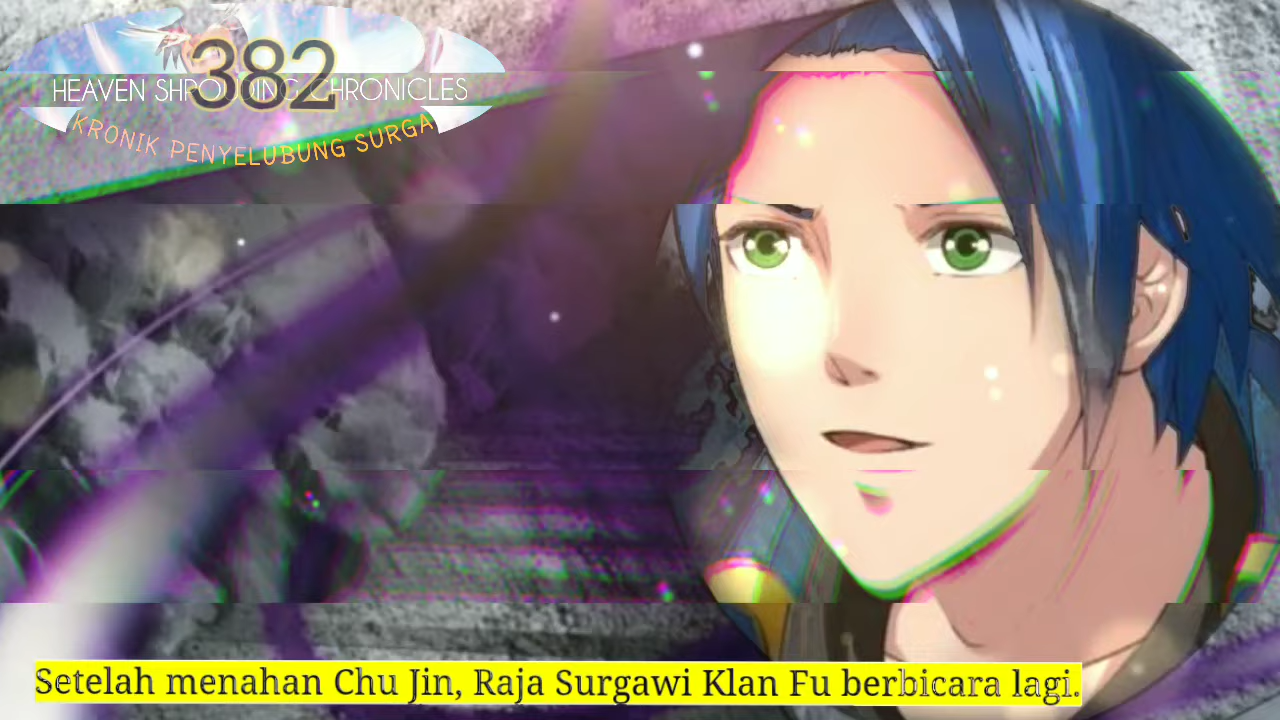 382
HEAVEN SHROUDING CHRONICLES
KRONIK PENYELUBUNG SURGA
Setelah menahan Chu Jin, Raja Surgawi Klan Fu berbicara lagi.